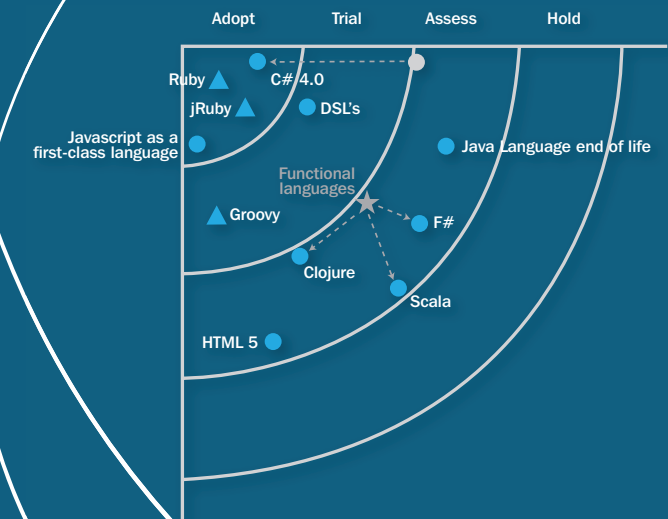 Adopt Trial Assess Hold
Ruby
C# 4.0
jRuby
DSL's
Javascript as a
first-class language
Java Language end of life
Functional
languages
Groovy
F#
Clojure
Scala
HTML 5